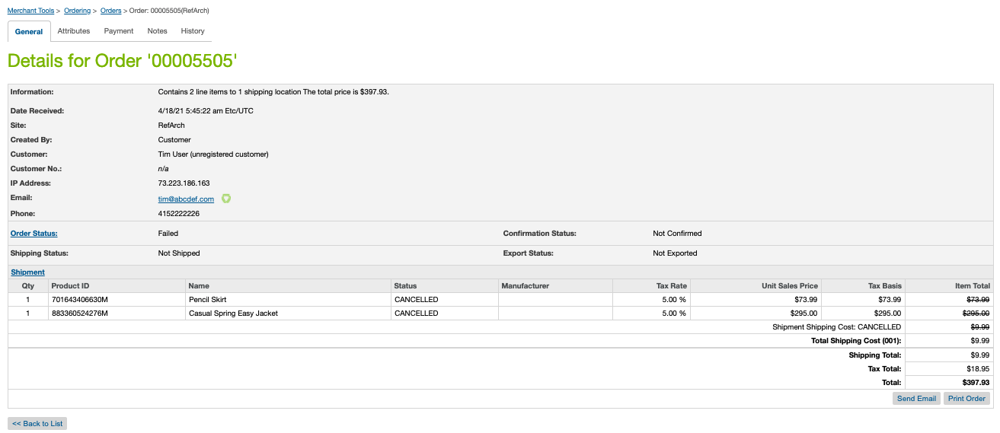 Merchant Tools > Ordering > Orders > Order: 00005505(RefArch)
General Attributes Payment Notes History
Details for Order '00005505'
Information: Contains 2 line items to 1 shipping location The total price is $397.93.
Date Received: 4/18/21 5:45:22 am Etc/UTC
Site: RefArch
Created By: Customer
Customer: Tim User (unregistered customer)
Customer No.: n/a
IP Address: 73.223.186.163
Email: tim@abcdef.com
Phone: 4152222226
Order Status: Failed Confirmation Status: Not Confirmed
Shipping Status: Not Shipped Export Status: Not Exported
Shipment
Qty Product ID Name Status Manufacturer Tax Rate Unit Sales Price Tax Basis Item Total
1 701643406630M Pencil Skirt CANCELLED 5.00 % $73.99 $73.99 $73.99
1 883360524276M Casual Spring Easy Jacket CANCELLED 5.00 % $295.00 $295.00 $295.00
Shipment Shipping Cost: CANCELLED $9.99
Total Shipping Cost (001): $9.99
Shipping Total: $9.99
Tax Total: $18.95
Total: $397.93
Send Email Print Order
<< Back to List